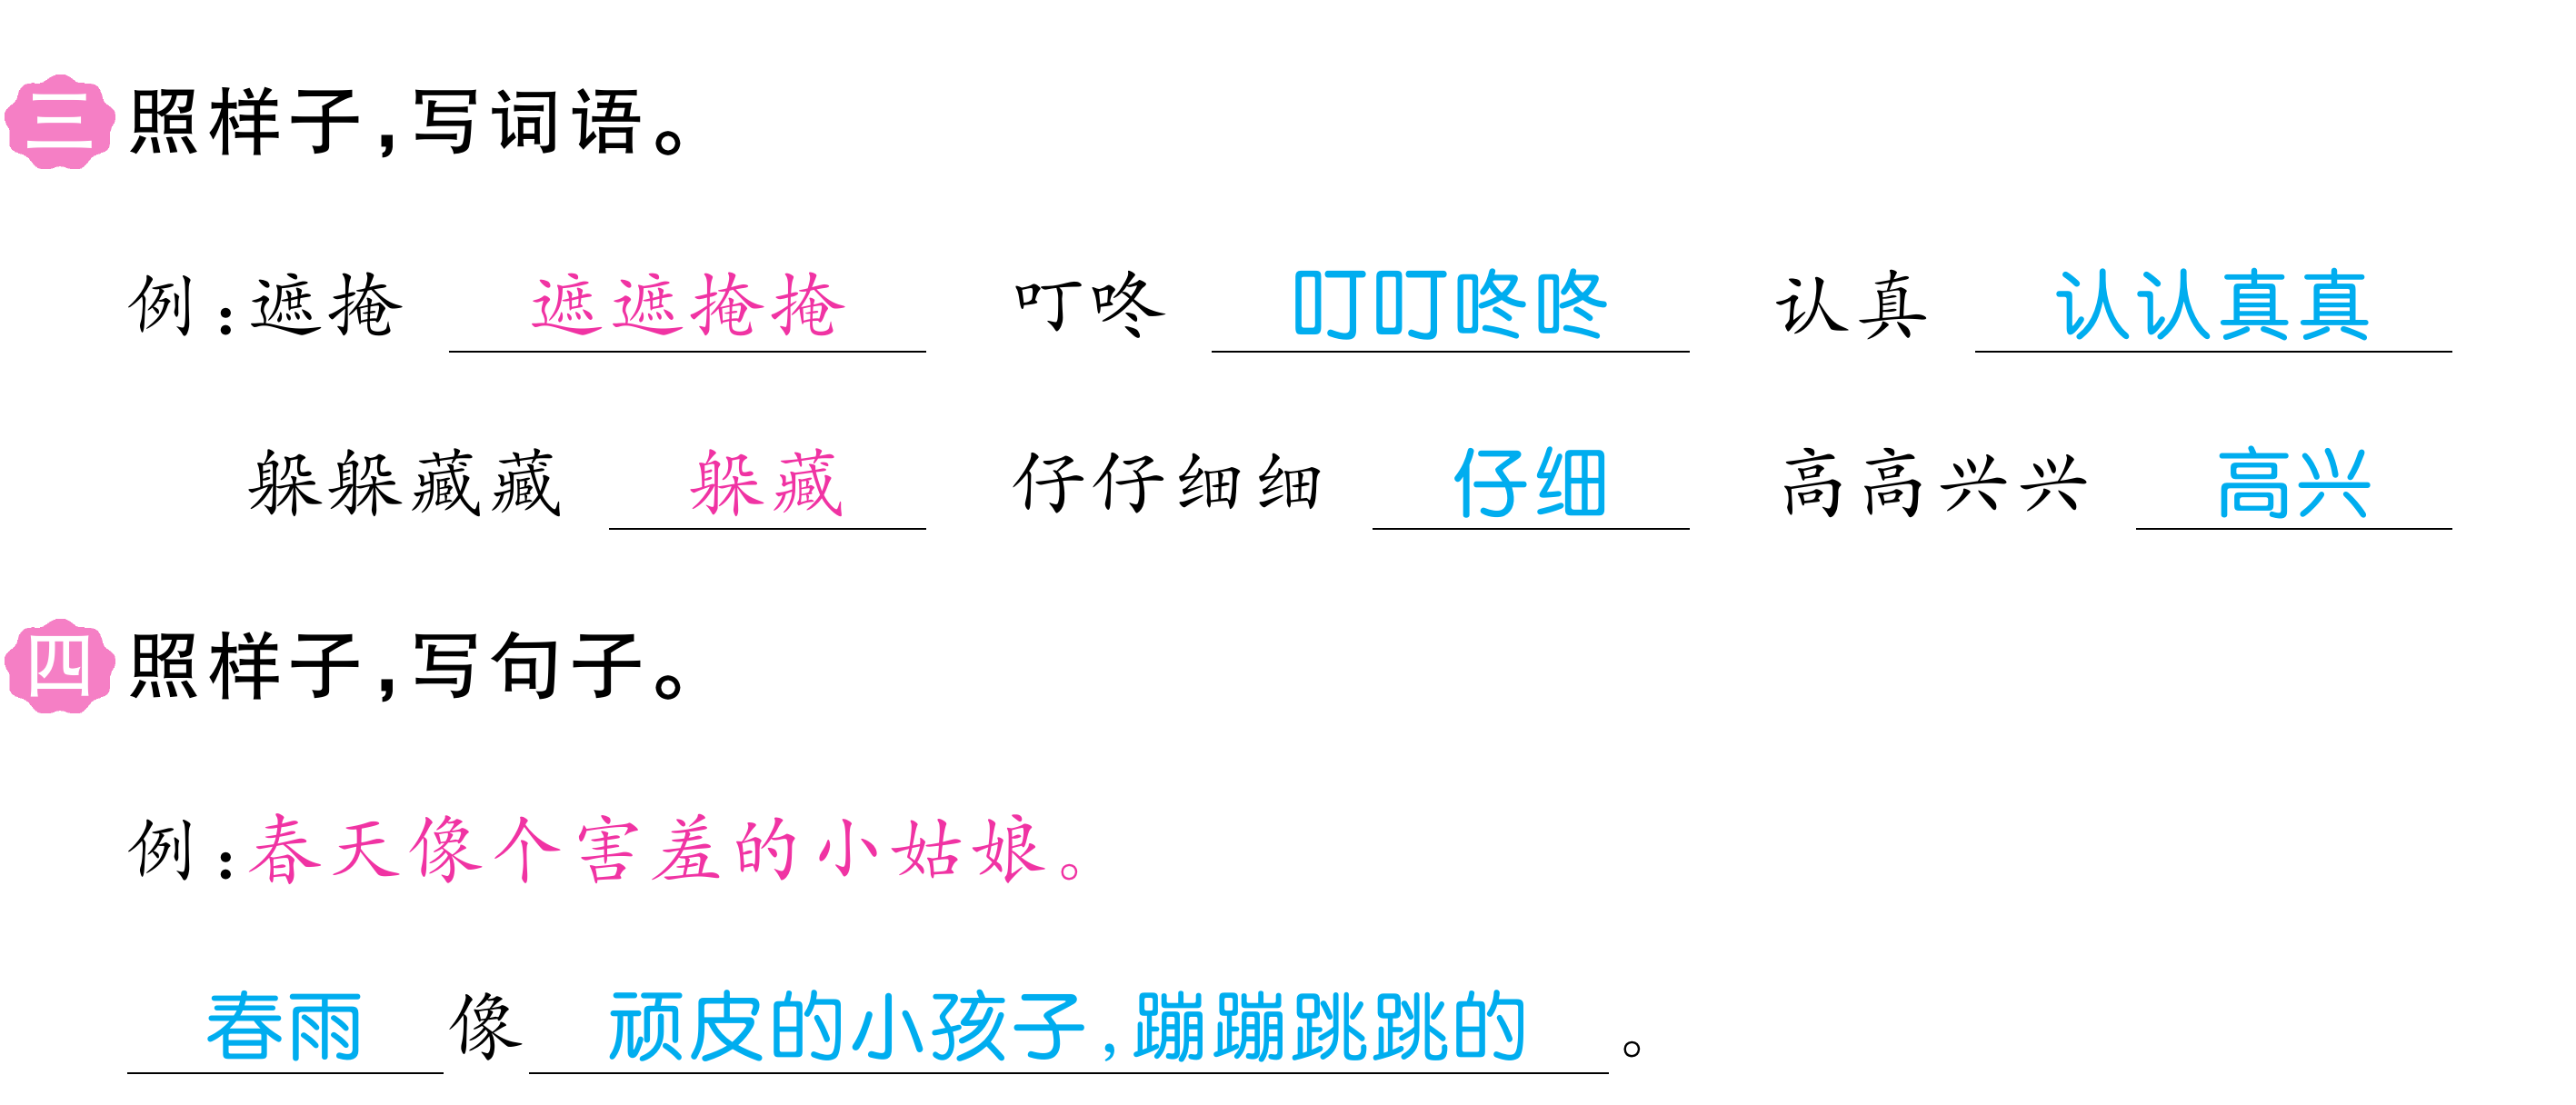 三 照样子,写词语。
例:遮掩 遮遮掩掩 叮咚 叮叮咚咚 认真 认认真真
躲躲藏藏 躲藏 仔仔细细 仔细 高高兴兴 高兴
四 照样子,写句子。
例:春天像个害羞的小姑娘。
春雨像顽皮的小孩子,蹦蹦跳跳的。